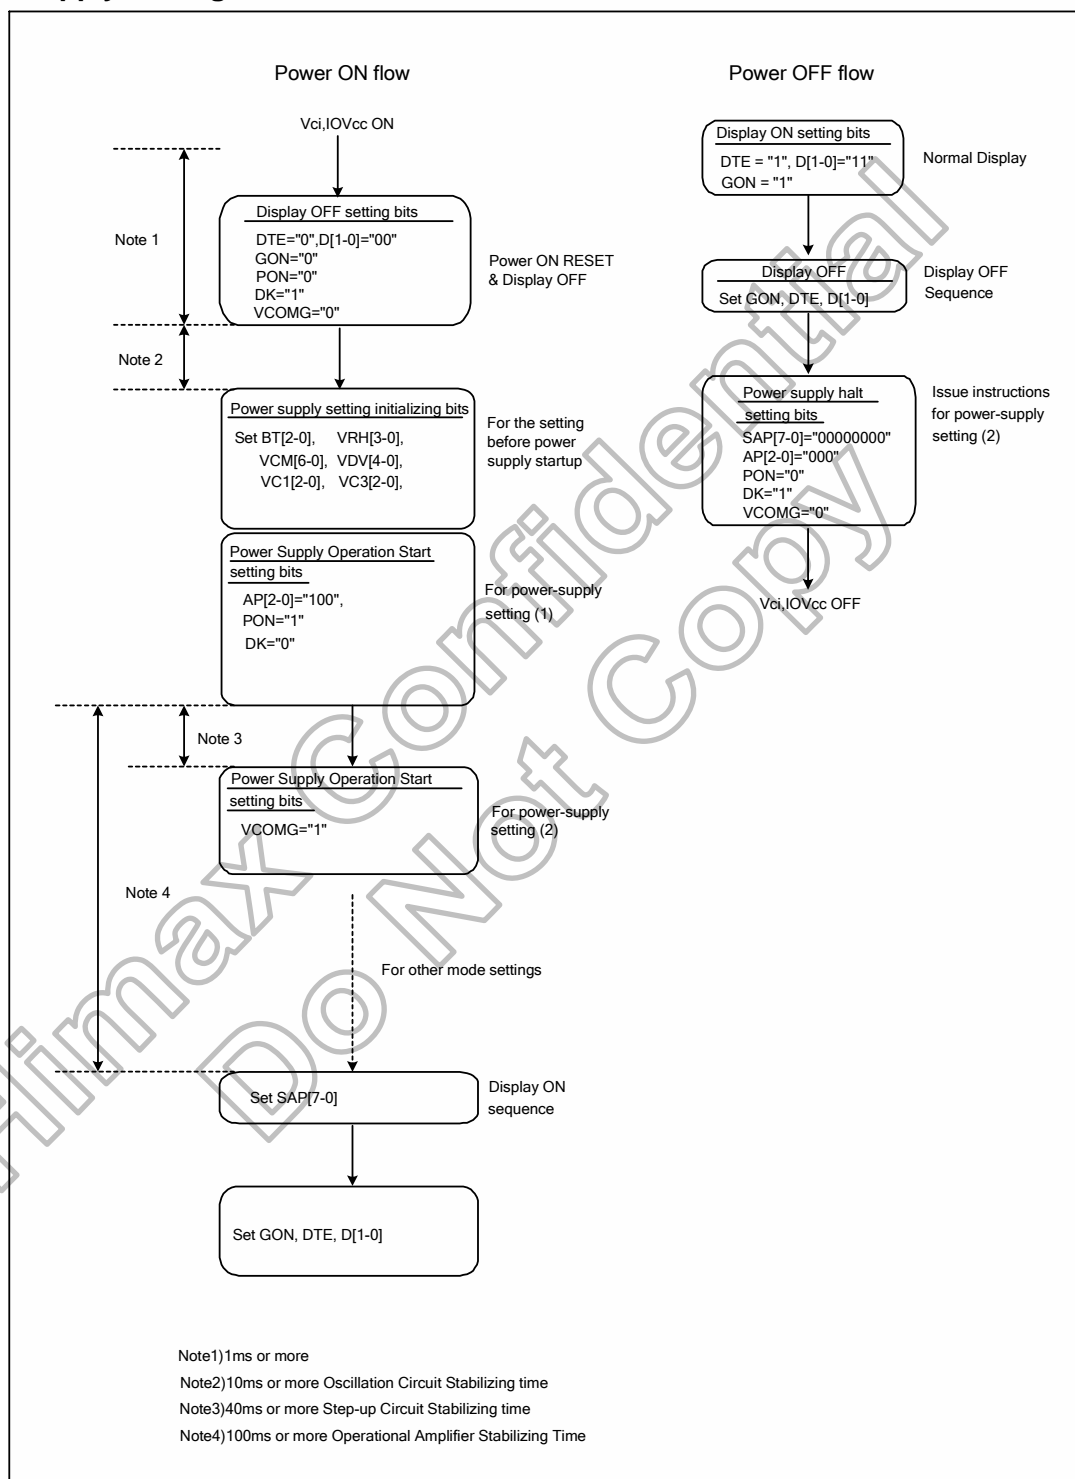 Power ON flow
Vci,IOVcc ON
Note 1
Display OFF setting bits
DTE="0",D[1-0]="00"
GON="0"
PON="0"
DK="1"
VCOMG="0"
Power ON RESET
& Display OFF
Note 2
Power supply setting initializing bits
Set BT[2-0], VRH[3-0],
VCM[6-0], VDV[4-0],
VC1[2-0], VC3[2-0],
For the setting
before power
supply startup
Power Supply Operation Start
setting bits
AP[2-0]="100",
PON="1"
DK="0"
For power-supply
setting (1)
Note 3
Power Supply Operation Start
setting bits
VCOMG="1"
For power-supply
setting (2)
Note 4
For other mode settings
Set SAP[7-0]
Display ON
sequence
Set GON, DTE, D[1-0]
Power OFF flow
Display ON setting bits
DTE = "1", D[1-0]="11"
GON = "1"
Normal Display
Display OFF
Set GON, DTE, D[1-0]
Display OFF
Sequence
Power supply halt
setting bits
SAP[7-0]="00000000"
AP[2-0]="000"
PON="0"
DK="1"
VCOMG="0"
Issue instructions
for power-supply
setting (2)
Vci,IOVcc OFF
Note1)1ms or more
Note2)10ms or more Oscillation Circuit Stabilizing time
Note3)40ms or more Step-up Circuit Stabilizing time
Note4)100ms or more Operational Amplifier Stabilizing Time
Himax Confidential
Do Not Copy